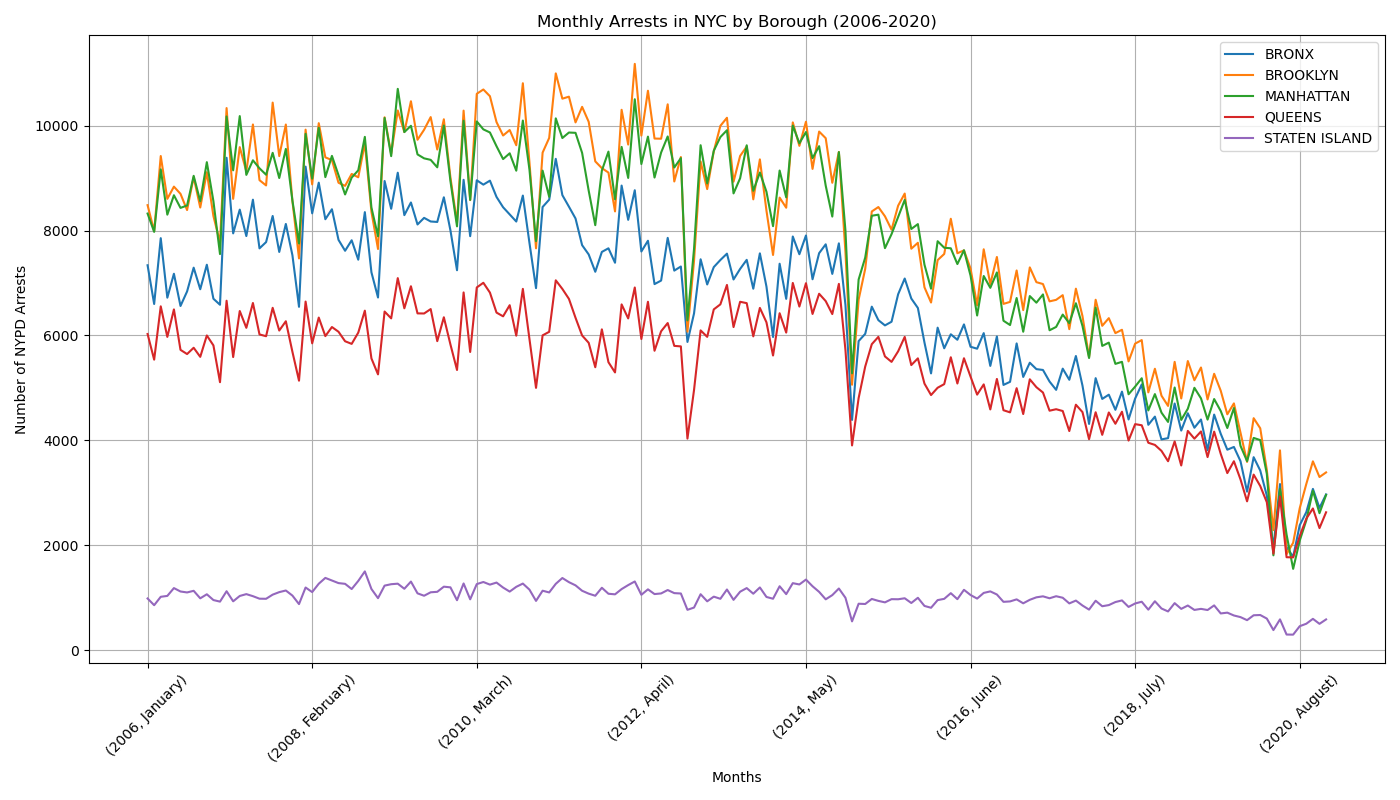 Monthly Arrests in NYC by Borough (2006-2020)
BRONX
BROOKLYN
MANHATTAN
QUEENS
STATEN ISLAND
Number of NYPD Arrests
10000
8000
6000
4000
2000
0
(2006, January)
(2008, February)
(2010, March)
(2012, April)
(2014, May)
(2016, June)
(2018, July)
(2020, August)
Months